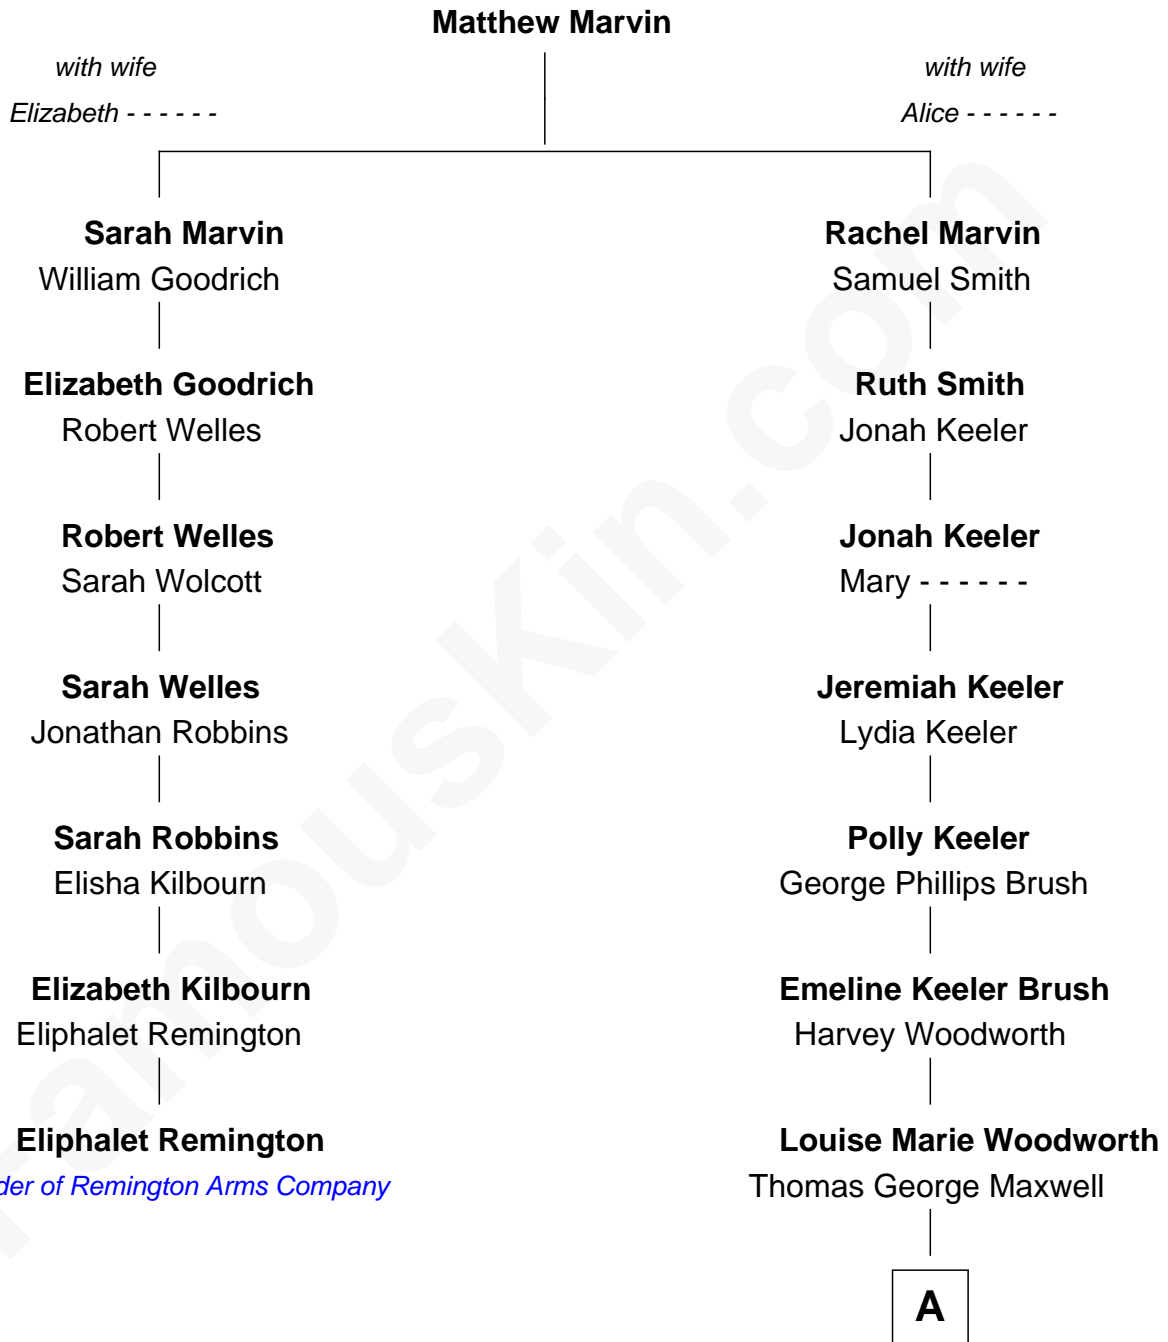 Matthew Marvin
with wife
with wife
Elizabeth - - - - - -
Alice - - - - - -
Sarah Marvin
Rachel Marvin
William Goodrich
Samuel Smith
Elizabeth Goodrich
Ruth Smith
Robert Welles
Jonah Keeler
Robert Welles
Jonah Keeler
Sarah Wolcott
Mary - - - - - -
Sarah Welles
Jeremiah Keeler
Jonathan Robbins
Lydia Keeler
Sarah Robbins
Polly Keeler
Elisha Kilbourn
George Phillips Brush
Elizabeth Kilbourn
Emeline Keeler Brush
Eliphalet Remington
Harvey Woodworth
Eliphalet Remington
Louise Marie Woodworth
der of Remington Arms Company
Thomas George Maxwell
A
FamousKin.com